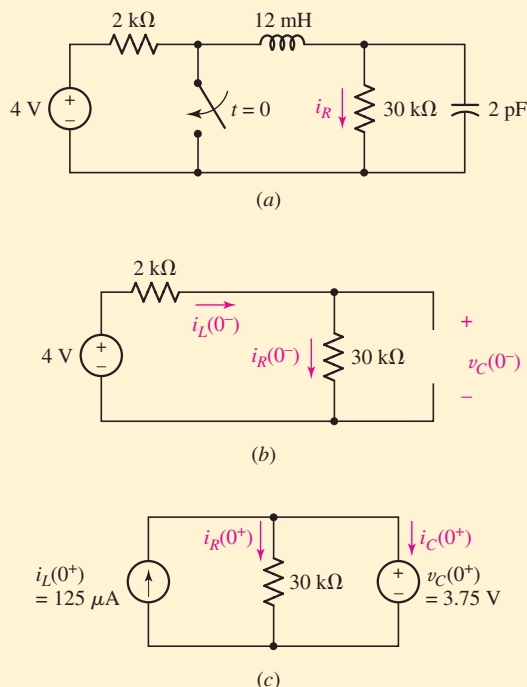 2 kΩ
12 mH
4 V
+
−
t = 0
i_R
30 kΩ
2 pF
(a)
2 kΩ
i_L(0⁻)
4 V
+
−
i_R(0⁻)
30 kΩ
+
v_C(0⁻)
−
(b)
i_R(0⁺)
i_C(0⁺)
i_L(0⁺)
= 125 μA
30 kΩ
+
−
v_C(0⁺)
= 3.75 V
(c)